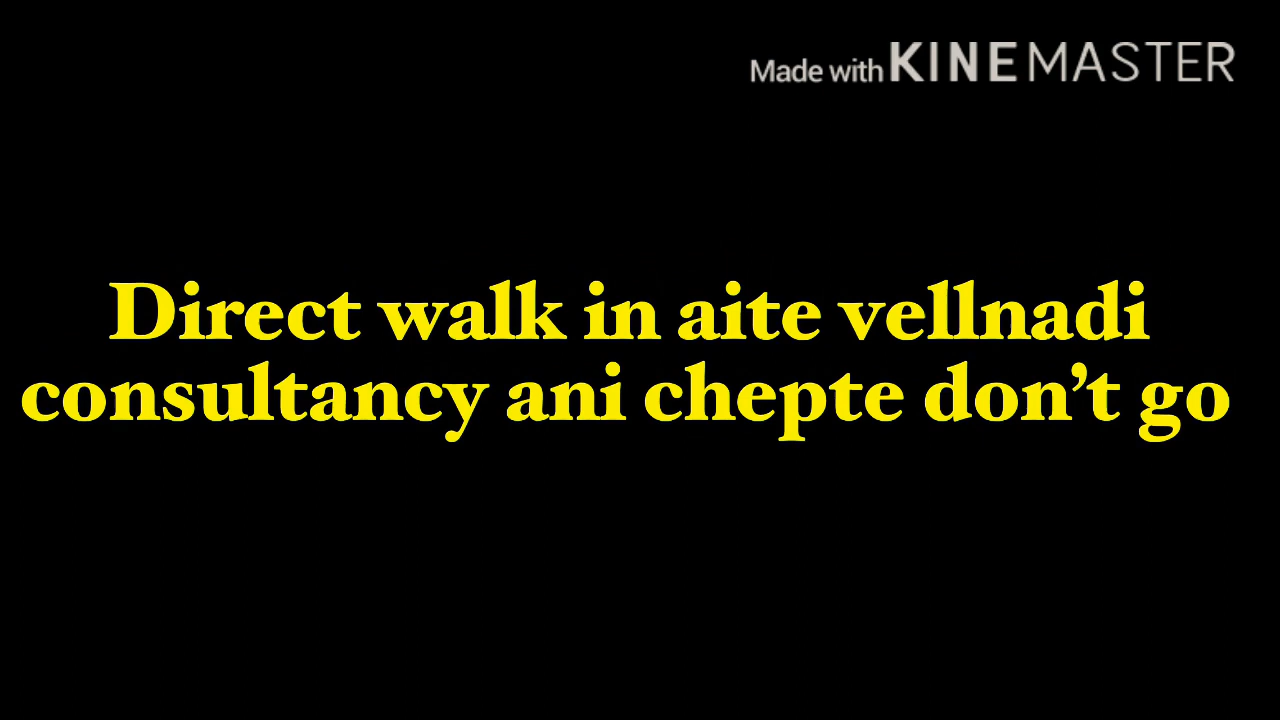 Made with KINEMASTER
Direct walk in aite vellnadi
consultancy ani chepte don't go